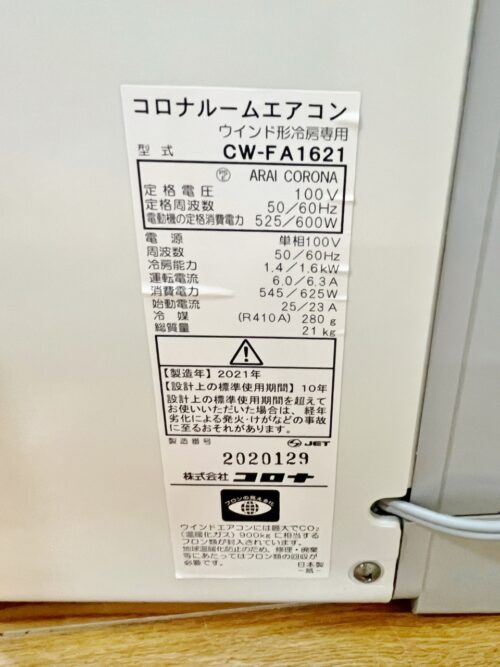 コロナルームエアコン
ウインド形冷房専用
型式 CW-FA1621
ARAI CORONA
定格電圧 100V
定格周波数 50/60Hz
電動機の定格消費電力 525/600W
電源 単相100V
周波数 50/60Hz
冷房能力 1.4/1.6kW
運転電流 6.0/6.3A
消費電力 545/625W
始動電流 25/23A
冷媒 (R410A) 280g
総質量 21kg
【製造年】2021年
【設計上の標準使用期間】10年
設計上の標準使用期間を超えて
お使いいただいた場合は、経年
劣化による発火・けがなどの事故
に至るおそれがあります。
製造番号 JET
2020129
株式会社 コロナ
フロンの見える化
ウインドエアコンには最大でCO₂
(温暖化ガス) 900kgに相当する
フロン類が封入されています。
地球温暖化防止のため、修理・廃棄
等にあたってはフロン類の回収が
必要です。 日本製
－紙－